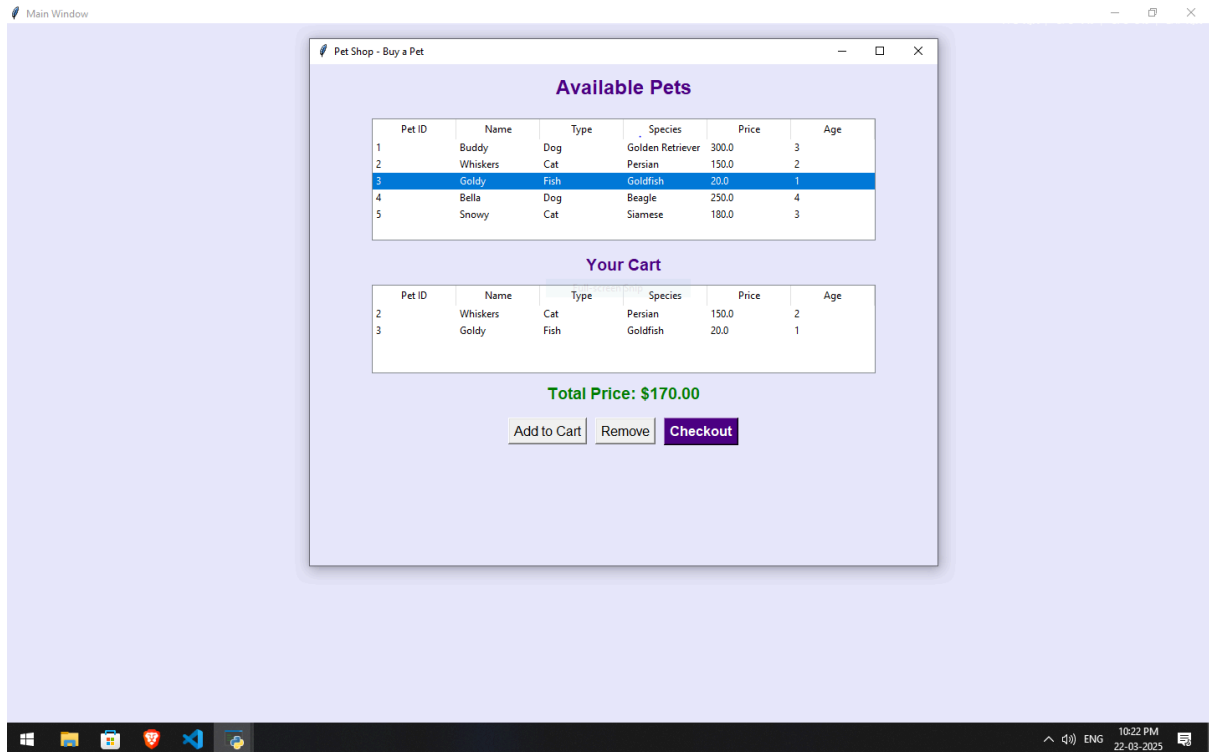 Main Window
Pet Shop - Buy a Pet
Available Pets
Pet ID Name Type Species Price Age
1 Buddy Dog Golden Retriever 300.0 3
2 Whiskers Cat Persian 150.0 2
3 Goldy Fish Goldfish 20.0 1
4 Bella Dog Beagle 250.0 4
5 Snowy Cat Siamese 180.0 3
Your Cart
Pet ID Name Type Species Price Age
2 Whiskers Cat Persian 150.0 2
3 Goldy Fish Goldfish 20.0 1
Total Price: $170.00
Add to Cart Remove Checkout
ENG
10:22 PM
22-03-2025